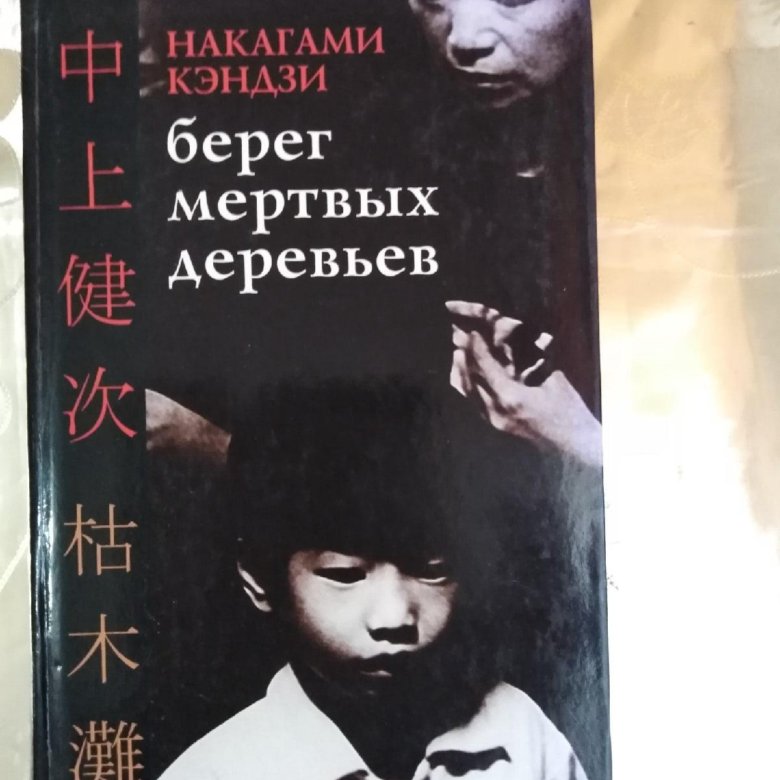 中上健次枯木灘
НАКАГАМИ
КЭНДЗИ
берег
мертвых
деревьев